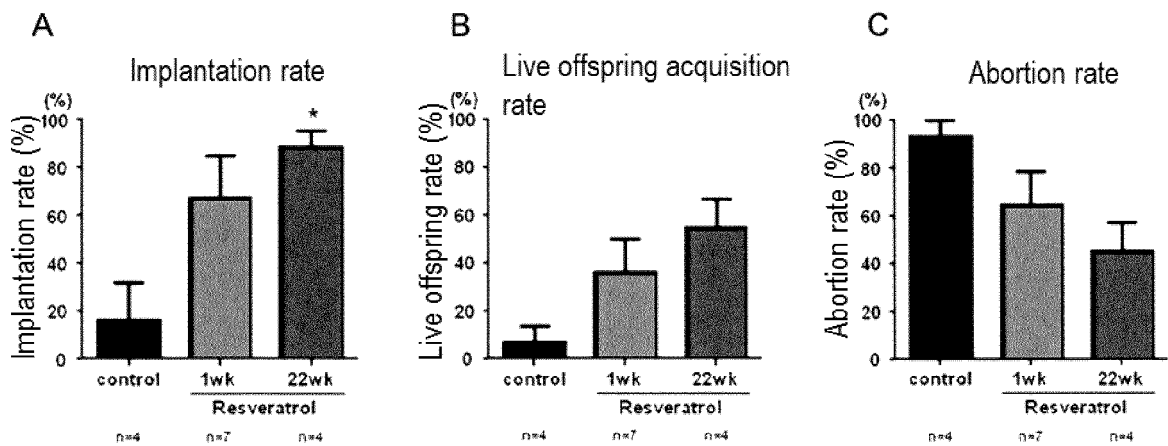 A
Implantation rate
(%)
Implantation rate (%)
100
80
60
40
20
0
*
control
1wk
22wk
Resveratrol
n=4
n=7
n=4
B
Live offspring acquisition
rate
(%)
Live offspring rate (%)
100
80
60
40
20
0
control
1wk
22wk
Resveratrol
n=4
n=7
n=4
C
Abortion rate
(%)
Abortion rate (%)
100
80
60
40
20
0
control
1wk
22wk
Resveratrol
n=4
n=7
n=4